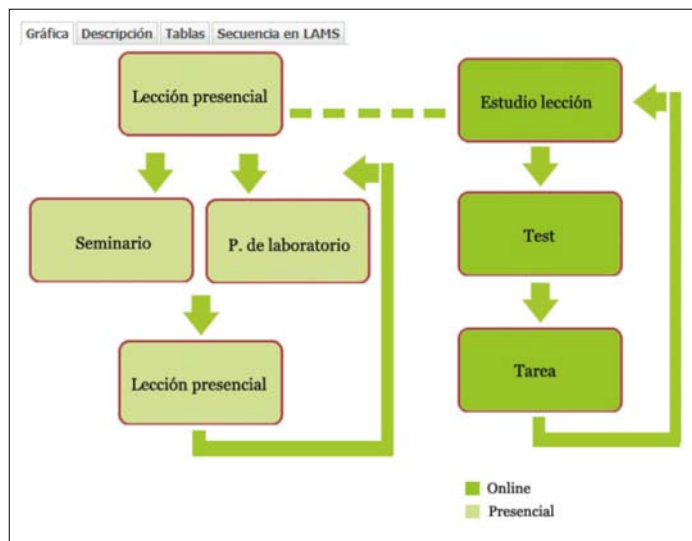 Gráfica Descripción Tablas Secuencia en LAMS
Lección presencial
Estudio lección
Seminario
P. de laboratorio
Test
Lección presencial
Tarea
Online
Presencial